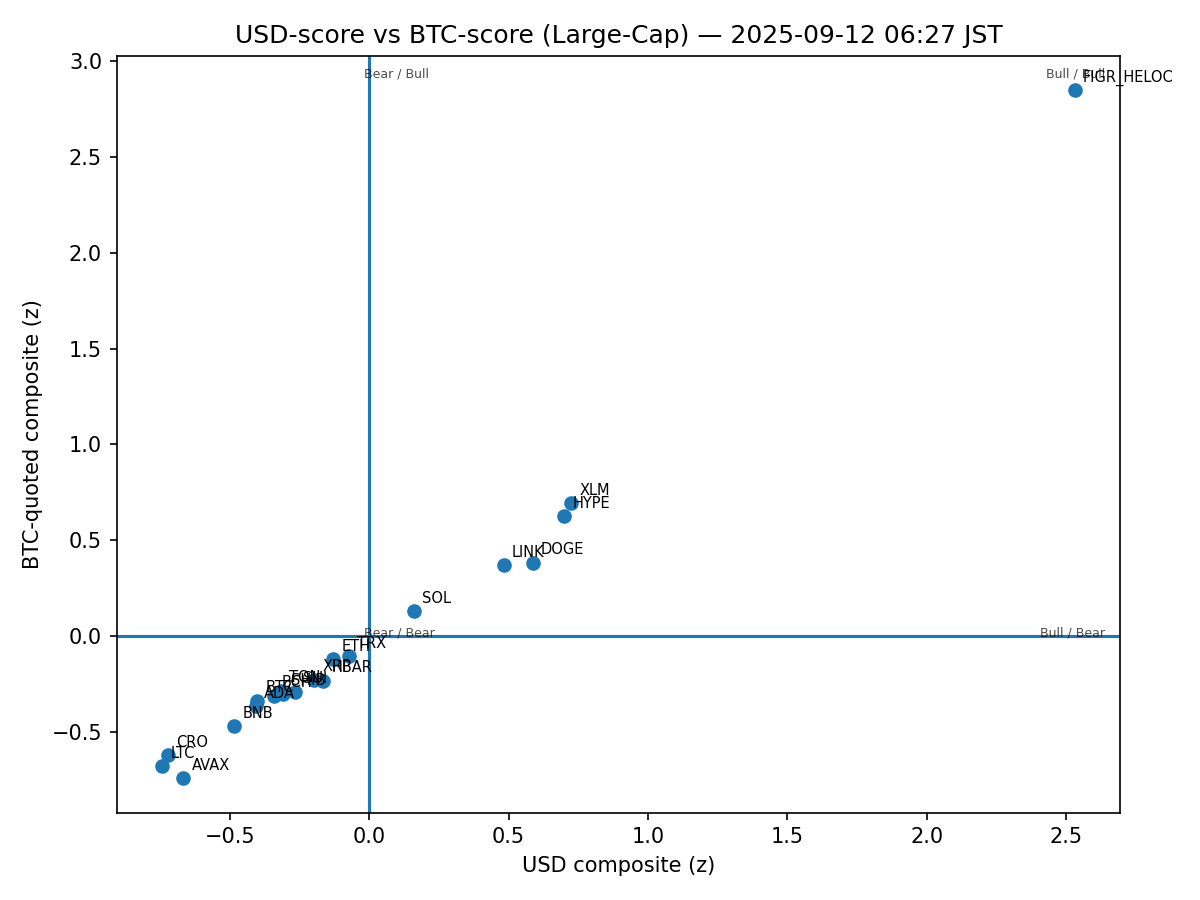 USD-score vs BTC-score (Large-Cap) — 2025-09-12 06:27 JST
3.0
2.5
2.0
1.5
1.0
0.5
0.0
−0.5
BTC-quoted composite (z)
Bear / Bull
Bull / Bull
FIGR_HELOC
XLM
HYPE
LINK
DOGE
SOL
Bear / Bear
Bull / Bear
TRX
ETH
XRP
HBAR
TON
BCH
BTC
ADA
BNB
CRO
LTC
AVAX
−0.5
0.0
0.5
1.0
1.5
2.0
2.5
USD composite (z)